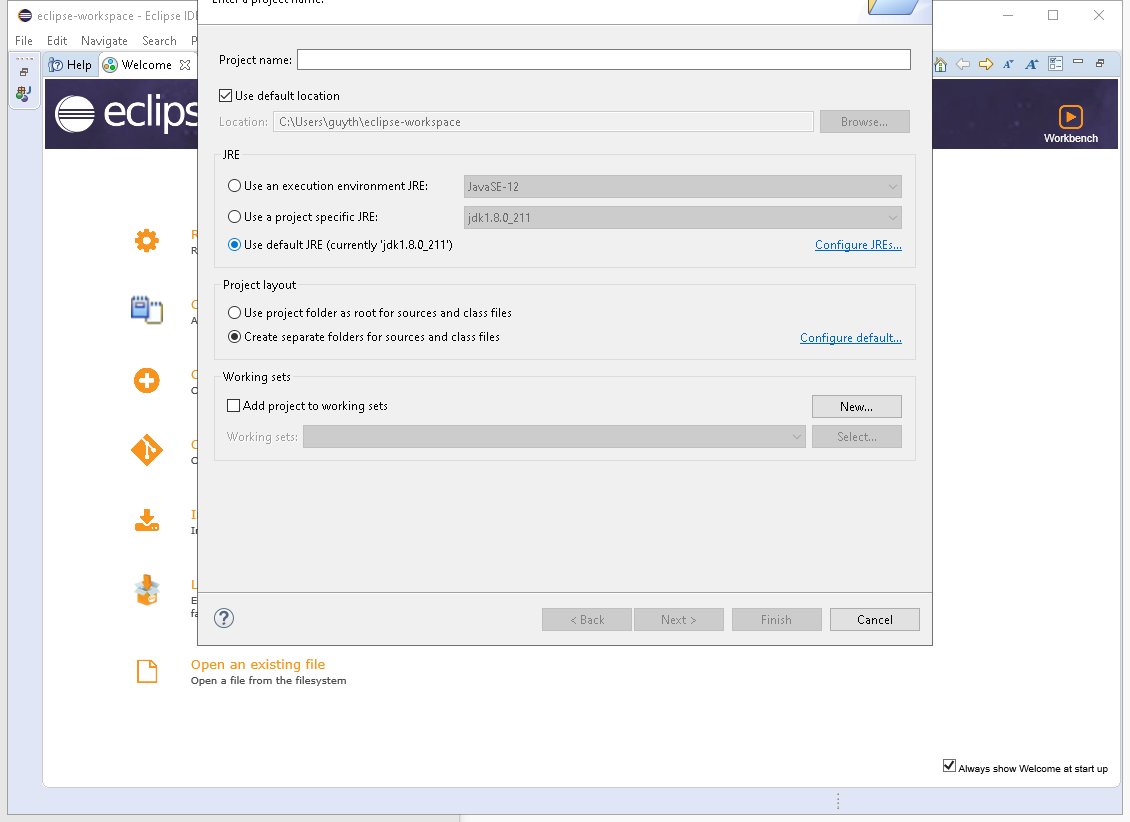 eclipse-workspace - Eclipse IDE
Enter a project name.
File Edit Navigate Search P
Help
Welcome
eclips
Workbench
Project name:
Use default location
Location: C:\Users\guyth\eclipse-workspace Browse...
JRE
Use an execution environment JRE: JavaSE-12
Use a project specific JRE: jdk1.8.0_211
Use default JRE (currently 'jdk1.8.0_211') Configure JREs...
Project layout
Use project folder as root for sources and class files
Create separate folders for sources and class files Configure default...
Working sets
Add project to working sets New...
Working sets: Select...
< Back Next > Finish Cancel
Open an existing file
Open a file from the filesystem
Always show Welcome at start up